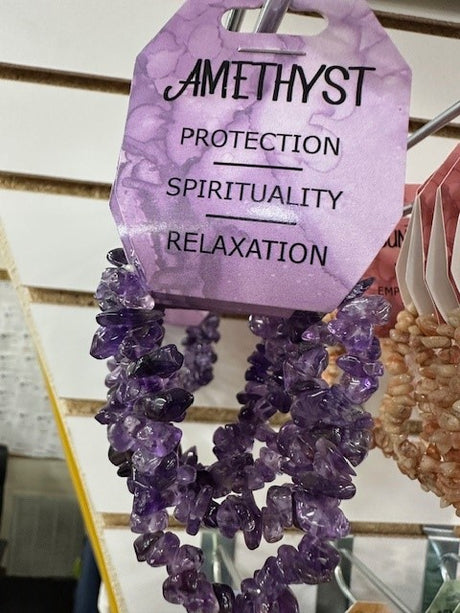 AMETHYST
PROTECTION
SPIRITUALITY
RELAXATION